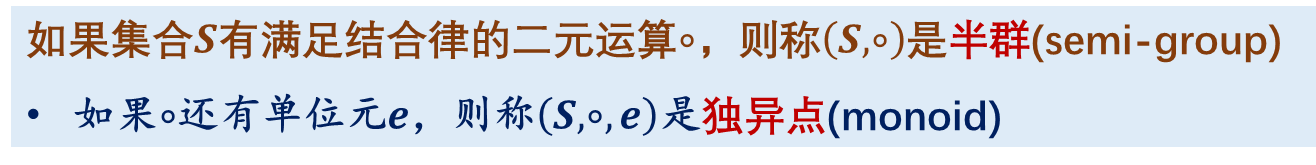 如果集合S有满足结合律的二元运算∘，则称(S,∘)是半群(semi-group)
• 如果∘还有单位元e，则称(S,∘,e)是独异点(monoid)